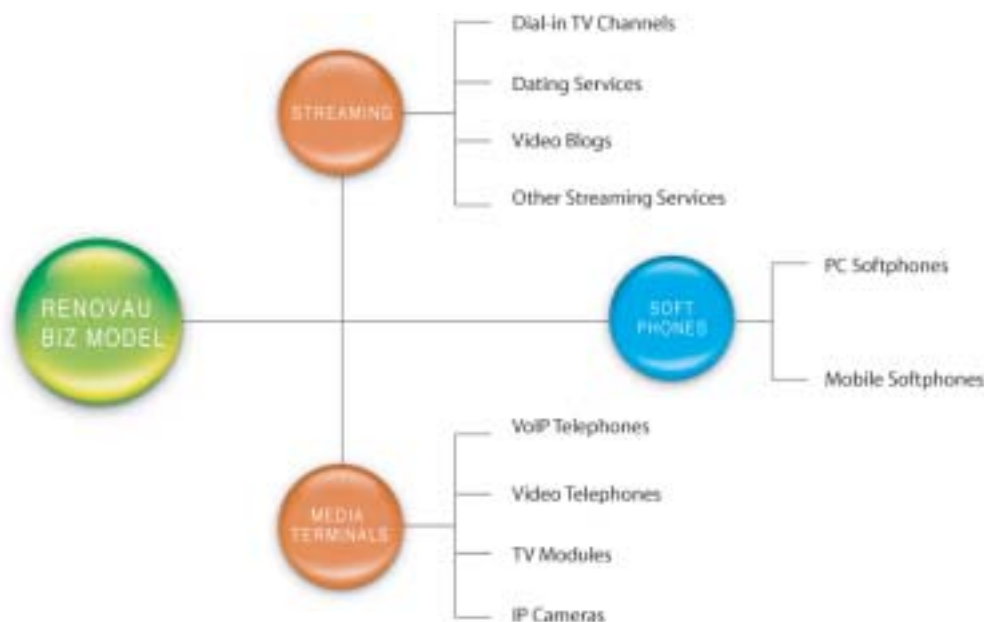 Dial-in TV Channels
STREAMING
Dating Services
Video Blogs
Other Streaming Services
RENOVAU
BIZ MODEL
SOFT
PHONES
PC Softphones
Mobile Softphones
MEDIA
TERMINALS
VoIP Telephones
Video Telephones
TV Modules
IP Cameras